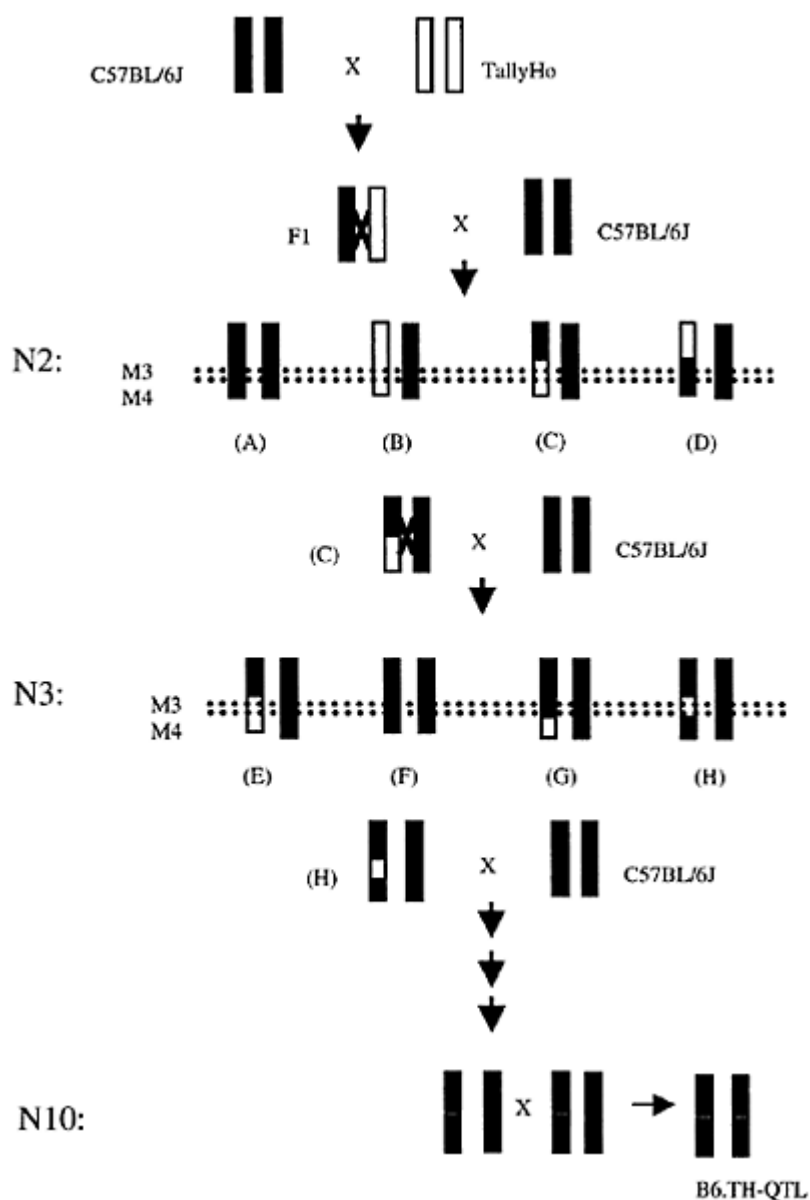 C57BL/6J X TallyHo
F1 X C57BL/6J
N2:
M3
M4
(A) (B) (C) (D)
(C) X C57BL/6J
N3:
M3
M4
(E) (F) (G) (H)
(H) X C57BL/6J
N10: X
B6.TH-QTL